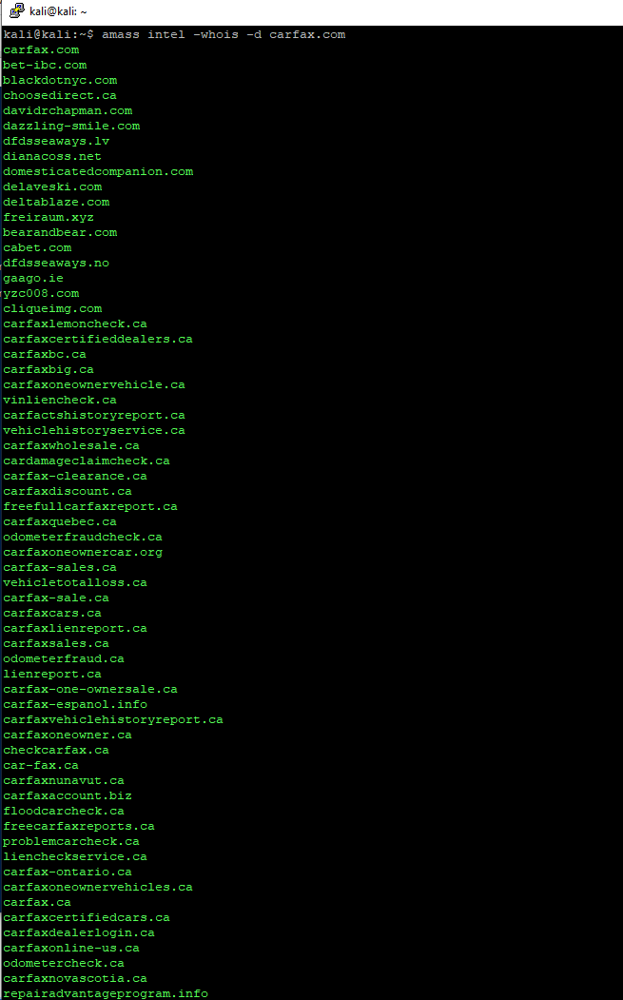 kali@kali: ~
kali@kali:~$ amass intel -whois -d carfax.com
carfax.com
bet-ibc.com
blackdotnyc.com
choosedirect.ca
davidrchapman.com
dazzling-smile.com
dfdsseaways.lv
dianacoss.net
domesticatedcompanion.com
delaveski.com
deltablaze.com
freiraum.xyz
bearandbear.com
cabet.com
dfdsseaways.no
gaago.ie
yzc008.com
cliqueimg.com
carfaxlemoncheck.ca
carfaxcertifieddealers.ca
carfaxbc.ca
carfaxbig.ca
carfaxoneownervehicle.ca
vinliencheck.ca
carfactshistoryreport.ca
vehiclehistoryservice.ca
carfaxwholesale.ca
cardamageclaimcheck.ca
carfax-clearance.ca
carfaxdiscount.ca
freefullcarfaxreport.ca
carfaxquebec.ca
odometerfraudcheck.ca
carfaxoneownercar.org
carfax-sales.ca
vehicletotalloss.ca
carfax-sale.ca
carfaxcars.ca
carfaxlienreport.ca
carfaxsales.ca
odometerfraud.ca
lienreport.ca
carfax-one-ownersale.ca
carfax-espanol.info
carfaxvehiclehistoryreport.ca
carfaxoneowner.ca
checkcarfax.ca
car-fax.ca
carfaxnunavut.ca
carfaxaccount.biz
floodcarcheck.ca
freecarfaxreports.ca
problemcarcheck.ca
liencheckservice.ca
carfax-ontario.ca
carfaxoneownervehicles.ca
carfax.ca
carfaxcertifiedcars.ca
carfaxdealerlogin.ca
carfaxonline-us.ca
odometercheck.ca
carfaxnovascotia.ca
repairadvantageprogram.info